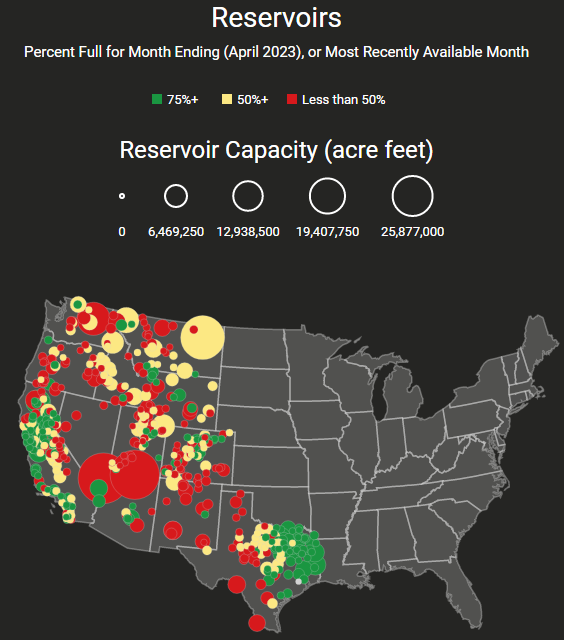 Reservoirs
Percent Full for Month Ending (April 2023), or Most Recently Available Month
75%+ 50%+ Less than 50%
Reservoir Capacity (acre feet)
0 6,469,250 12,938,500 19,407,750 25,877,000